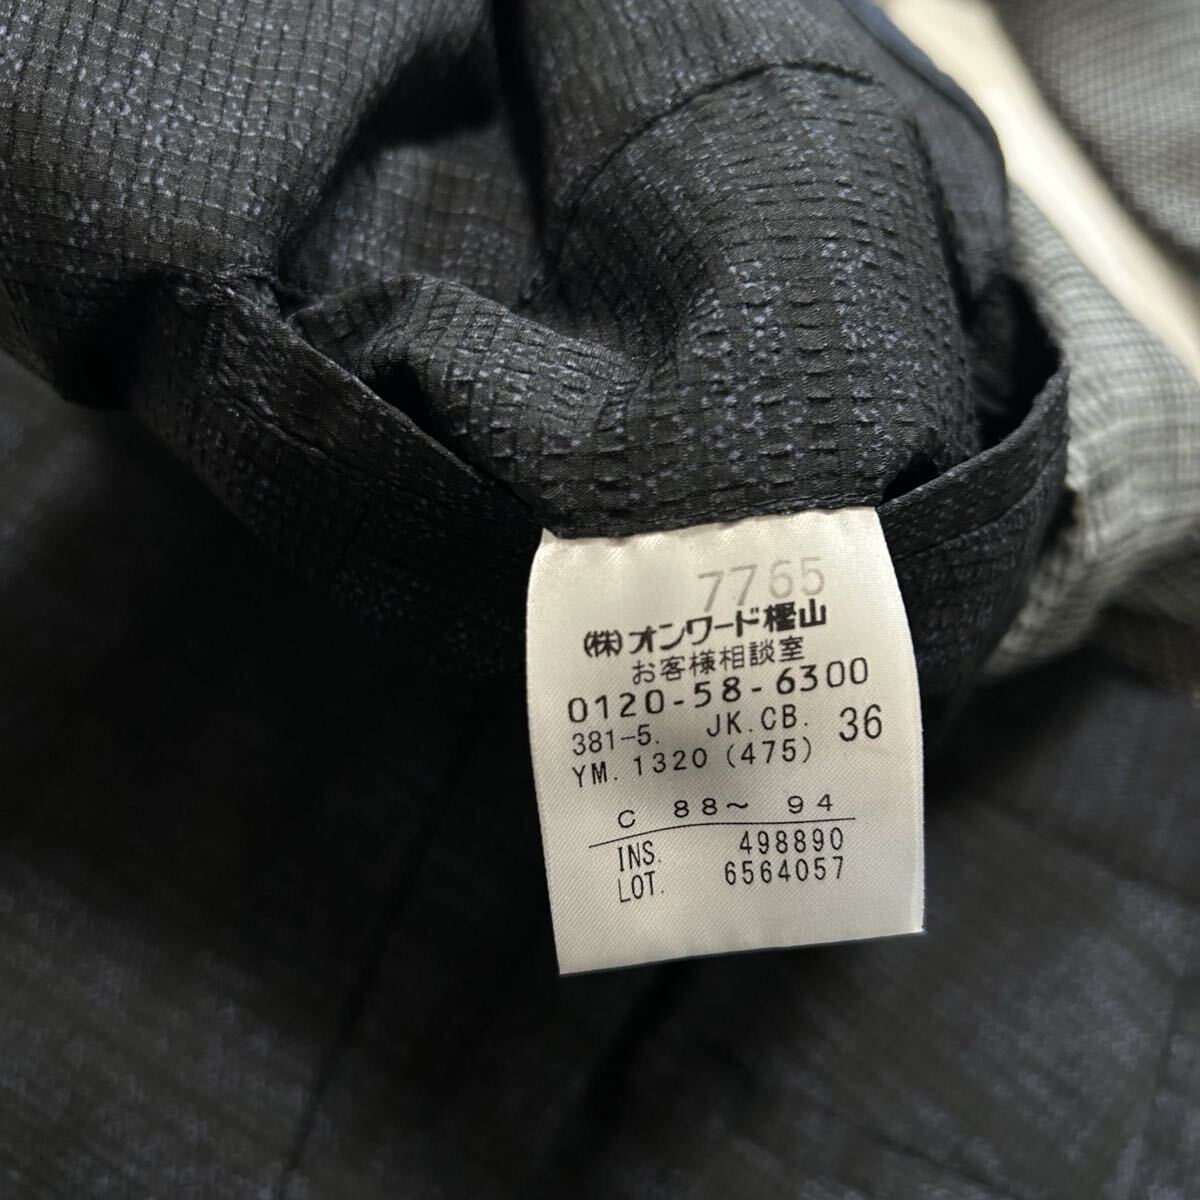 7765
(株)オンワード樫山
お客様相談室
0120-58-6300
381-5. JK.CB. 36
YM. 1320 (475)
C 88～ 94
INS. 498890
LOT. 6564057